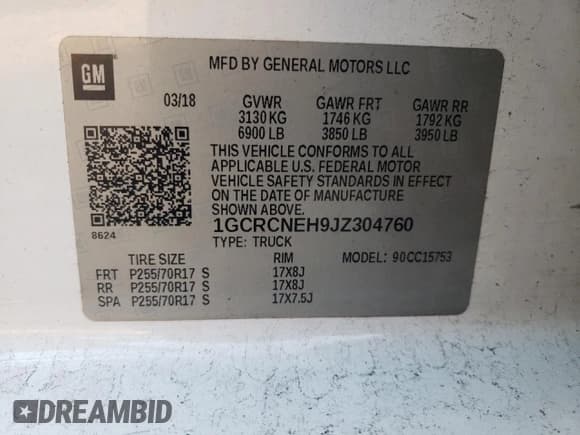 GM
MFD BY GENERAL MOTORS LLC
03/18 GVWR GAWR FRT GAWR RR
3130 KG 1746 KG 1792 KG
6900 LB 3850 LB 3950 LB
THIS VEHICLE CONFORMS TO ALL
APPLICABLE U.S. FEDERAL MOTOR
VEHICLE SAFETY STANDARDS IN EFFECT
ON THE DATE OF MANUFACTURE
SHOWN ABOVE.
8624
1GCRCNEH9JZ304760
TYPE: TRUCK
TIRE SIZE RIM MODEL: 90CC15753
FRT P255/70R17 S 17X8J
RR P255/70R17 S 17X8J
SPA P255/70R17 S 17X7.5J
DREAMBID